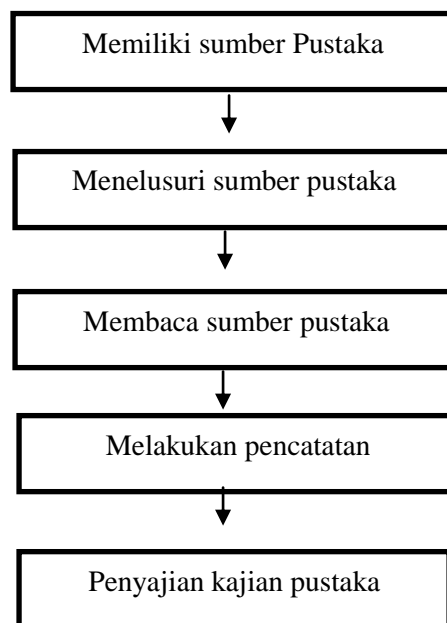 Memiliki sumber Pustaka
Menelusuri sumber pustaka
Membaca sumber pustaka
Melakukan pencatatan
Penyajian kajian pustaka